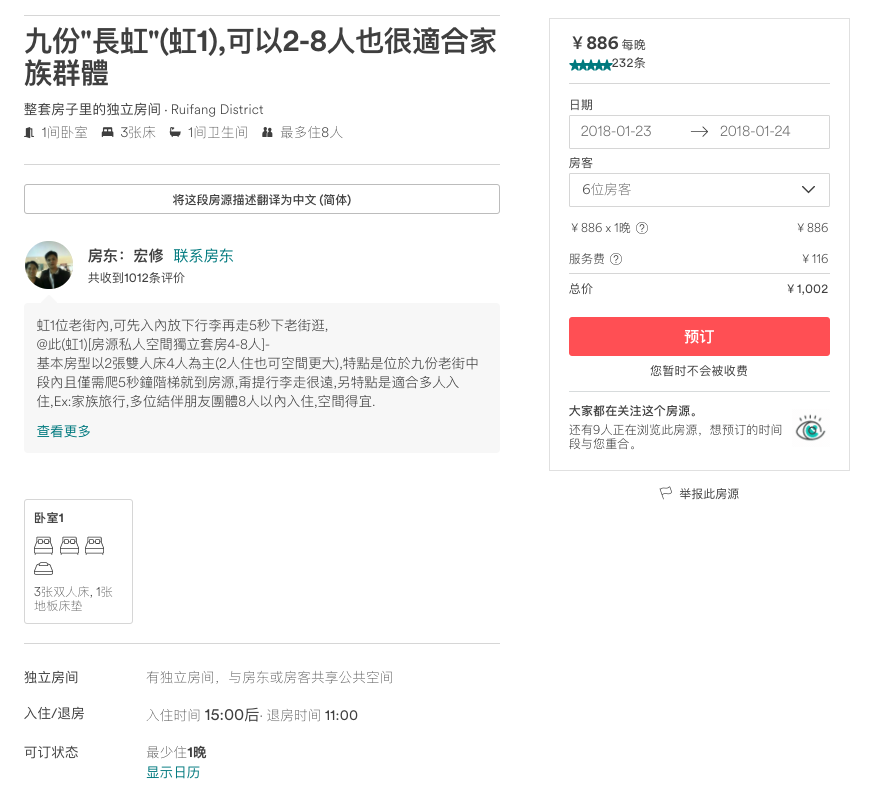 九份"長虹"(虹1),可以2-8人也很適合家
族群體
整套房子里的独立房间 · Ruifang District
1间卧室 3张床 1间卫生间 最多住8人
将这段房源描述翻译为中文 (简体)
房东：宏修 联系房东
共收到1012条评价
虹1位老街內,可先入內放下行李再走5秒下老街逛,
@此(虹1)[房源私人空間獨立套房4-8人]-
基本房型以2張雙人床4人為主(2人住也可空間更大),特點是位於九份老街中
段內且僅需爬5秒鐘階梯就到房源,甭提行李走很遠,另特點是適合多人入
住,Ex:家族旅行,多位結伴朋友團體8人以內入住,空間得宜.
查看更多
卧室1
3张双人床, 1张
地板床垫
独立房间 有独立房间，与房东或房客共享公共空间
入住/退房 入住时间 15:00后· 退房时间 11:00
可订状态 最少住1晚
显示日历
￥886 每晚
232条
日期
2018-01-23 2018-01-24
房客
6位房客
￥886 x 1晚 ? ￥886
服务费 ? ￥116
总价 ￥1,002
预订
您暂时不会被收费
大家都在关注这个房源。
还有9人正在浏览此房源，想预订的时间
段与您重合。
举报此房源